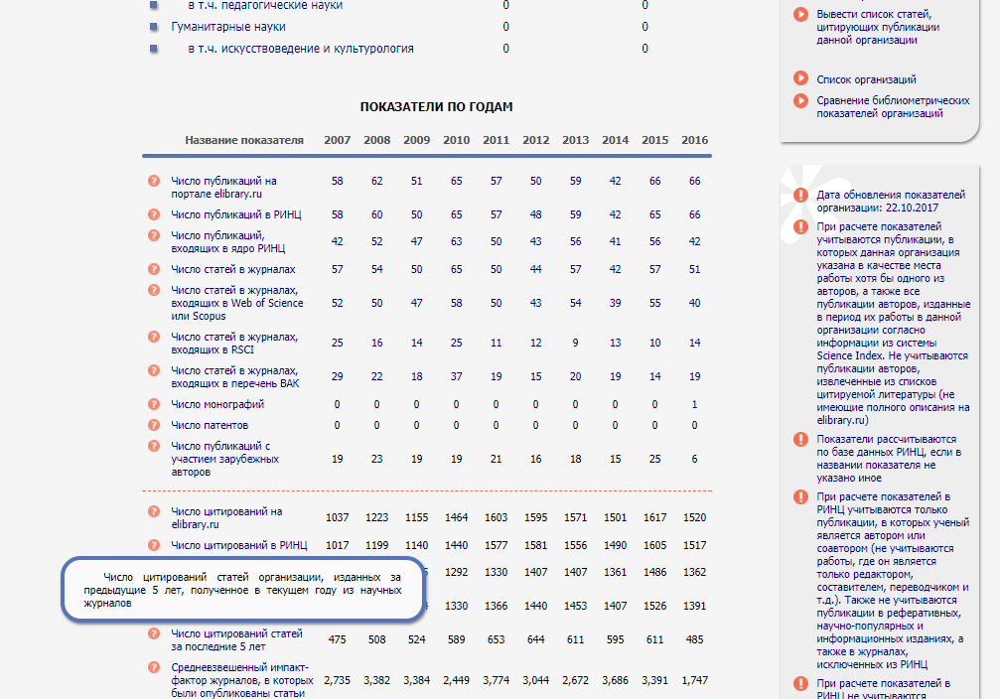 в т.ч. педагогические науки 0 0
Гуманитарные науки 0 0
в т.ч. искусствоведение и культурология 0 0
ПОКАЗАТЕЛИ ПО ГОДАМ
Название показателя 2007 2008 2009 2010 2011 2012 2013 2014 2015 2016
Число публикаций на
портале elibrary.ru 58 62 51 65 57 50 59 42 66 66
Число публикаций в РИНЦ 58 60 50 65 57 48 59 42 65 66
Число публикаций,
входящих в ядро РИНЦ 42 52 47 63 50 43 56 41 56 42
Число статей в журналах 57 54 50 65 50 44 57 42 57 51
Число статей в журналах,
входящих в Web of Science 52 50 47 58 50 43 54 39 55 40
или Scopus
Число статей в журналах,
входящих в RSCI 25 16 14 25 11 12 9 13 10 14
Число статей в журналах,
входящих в перечень ВАК 29 22 18 37 19 15 20 19 14 19
Число монографий 0 0 0 0 0 0 0 0 0 1
Число патентов 0 0 0 0 0 0 0 0 0 0
Число публикаций с
участием зарубежных 19 23 19 19 21 16 18 15 25 6
авторов
Число цитирований на
elibrary.ru 1037 1223 1155 1464 1603 1595 1571 1501 1617 1520
Число цитирований в РИНЦ 1017 1199 1140 1440 1577 1581 1556 1490 1605 1517
1292 1330 1407 1407 1361 1486 1362
Число цитирований статей организации, изданных за
предыдущие 5 лет, полученное в текущем году из научных
журналов
1330 1366 1440 1453 1407 1526 1391
Число цитирований статей
за последние 5 лет 475 508 524 589 653 644 611 595 611 485
Средневзвешенный импакт-
фактор журналов, в которых 2,735 3,382 3,384 2,449 3,774 3,044 2,672 3,686 3,391 1,747
были опубликованы статьи
Вывести список статей,
цитирующих публикации
данной организации
Список организаций
Сравнение библиометрических
показателей организаций
Дата обновления показателей
организации: 22.10.2017
При расчете показателей
учитываются публикации, в
которых данная организация
указана в качестве места
работы хотя бы одного из
авторов, а также все
публикации авторов, изданные
в период их работы в данной
организации согласно
информации из системы
Science Index. Не учитываются
публикации авторов,
извлеченные из списков
цитируемой литературы (не
имеющие полного описания на
elibrary.ru)
Показатели рассчитываются
по базе данных РИНЦ, если в
названии показателя не
указано иное
При расчете показателей в
РИНЦ учитываются только
публикации, в которых ученый
является автором или
соавтором (не учитываются
работы, где он является
только редактором,
составителем, переводчиком и
т.д.). Также не учитываются
публикации в реферативных,
научно-популярных и
информационных изданиях, а
также в журналах,
исключенных из РИНЦ
При расчете показателей в
РИНЦ не учитываются